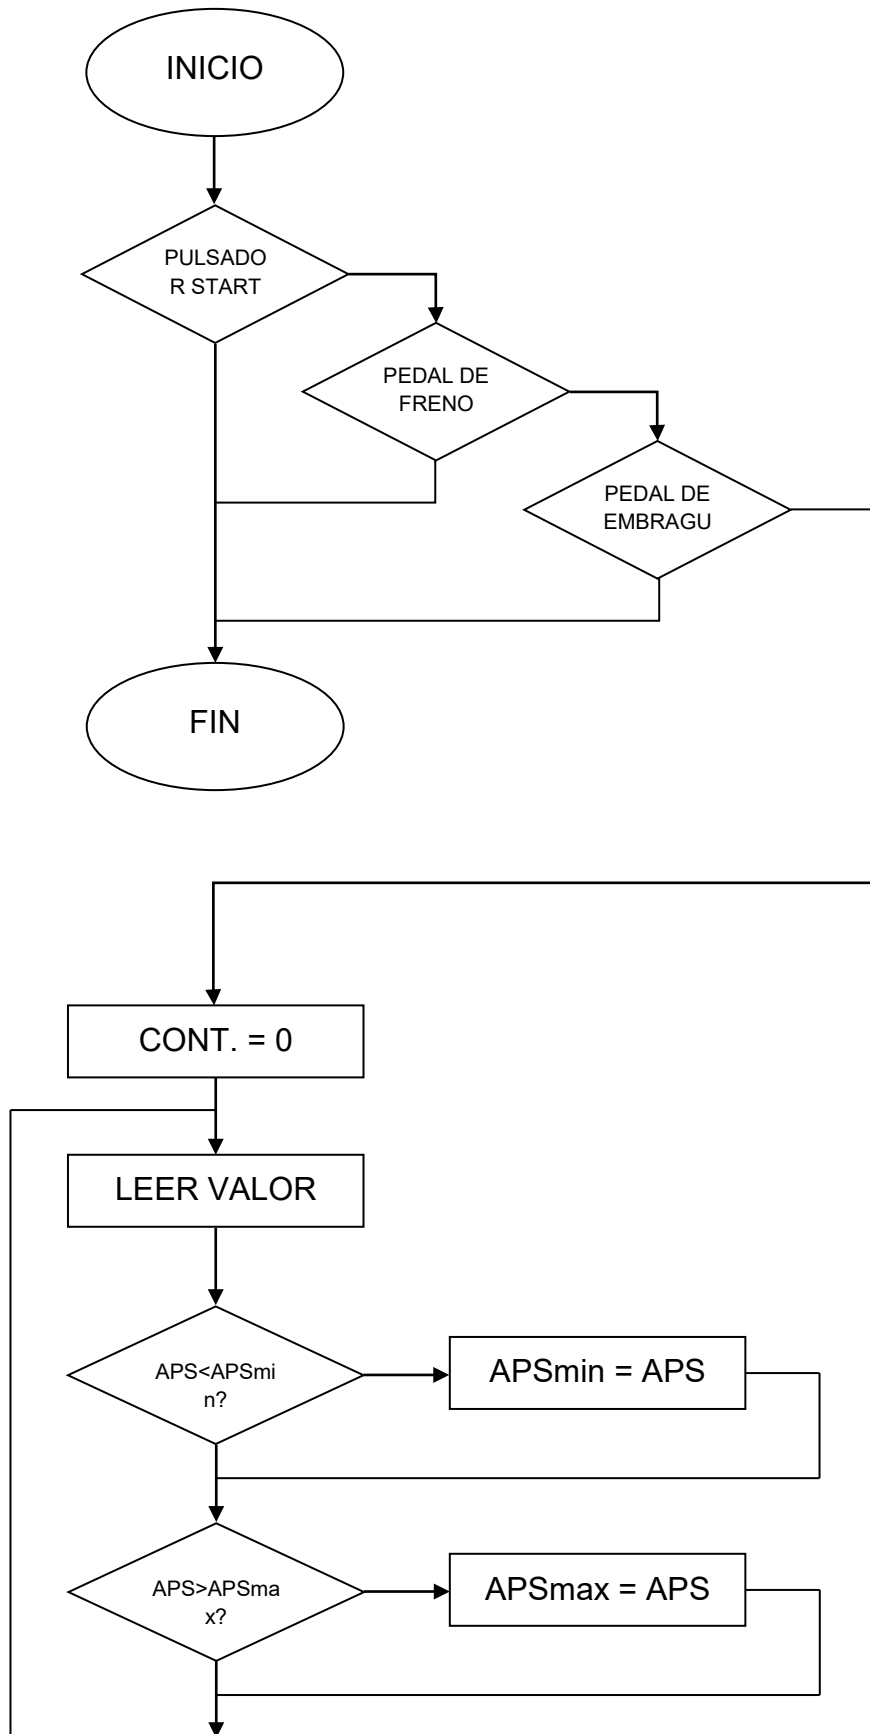 INICIO
PULSADO
R START
PEDAL DE
FRENO
PEDAL DE
EMBRAGU
FIN
CONT. = 0
LEER VALOR
APS<APSmi
n?
APSmin = APS
APS>APSma
x?
APSmax = APS